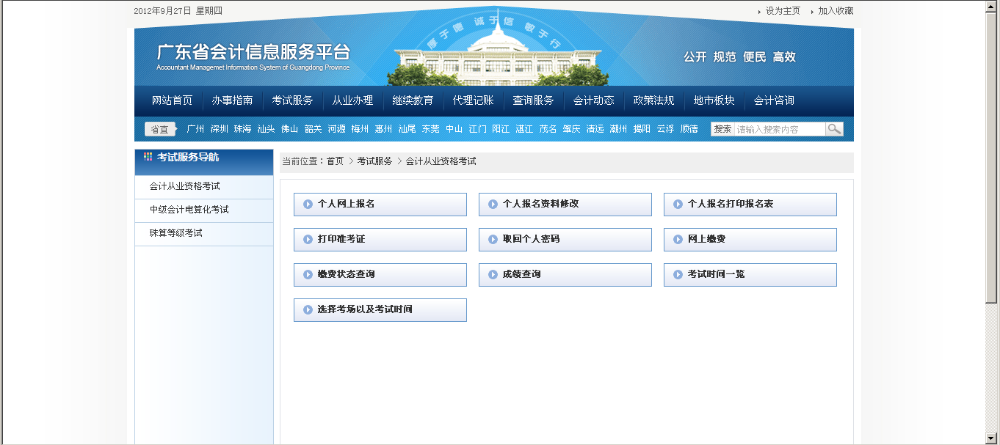 2012年9月27日 星期四
设为主页 加入收藏
厚于德 诚于信 敏于行
广东省会计信息服务平台
Accountant Managemet Information System of Guangdong Province
公开 规范 便民 高效
网站首页 办事指南 考试服务 从业办理 继续教育 代理记账 查询服务 会计动态 政策法规 地市板块 会计咨询
省直 广州 深圳 珠海 汕头 佛山 韶关 河源 梅州 惠州 汕尾 东莞 中山 江门 阳江 湛江 茂名 肇庆 清远 潮州 揭阳 云浮 顺德 搜索 请输入搜索内容
考试服务导航
会计从业资格考试
中级会计电算化考试
珠算等级考试
当前位置：首页 > 考试服务 > 会计从业资格考试
个人网上报名 个人报名资料修改 个人报名打印报名表
打印准考证 取回个人密码 网上缴费
缴费状态查询 成绩查询 考试时间一览
选择考场以及考试时间